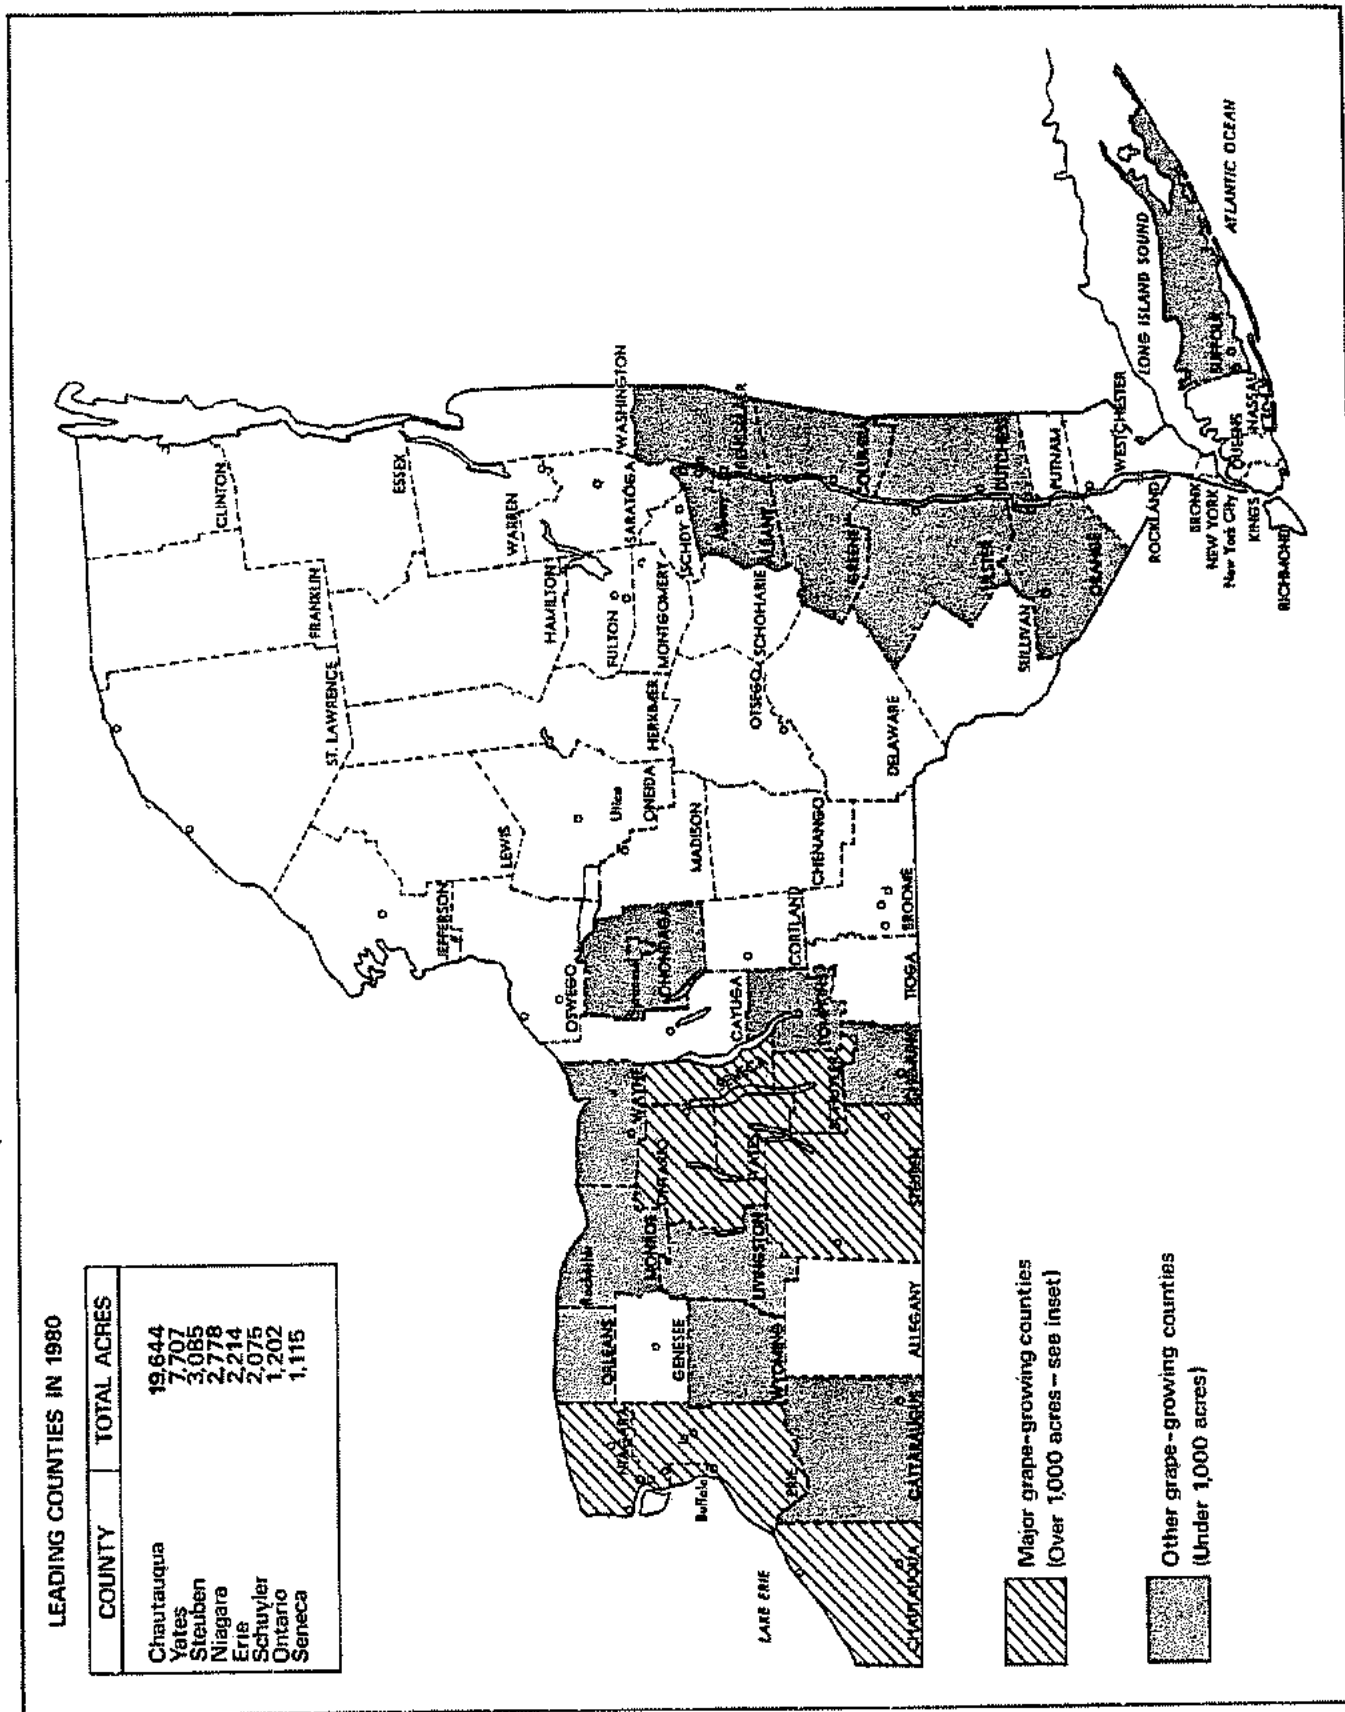 LEADING COUNTIES IN 1980
COUNTY TOTAL ACRES
Chautauqua 19,644
Yates 7,707
Steuben 3,085
Niagara 2,778
Erie 2,214
Schuyler 2,075
Ontario 1,202
Seneca 1,115
CLINTON
FRANKLIN
ST. LAWRENCE
ESSEX
JEFFERSON
LEWIS
HAMILTON
WARREN
WASHINGTON
OSWEGO
ONEIDA
Utica
HERKIMER
FULTON
SARATOGA
MONTGOMERY
SCHDY
NIAGARA
ORLEANS
Rochester
MONROE
WAYNE
ONONDAGA
MADISON
OTSEGO
SCHOHARIE
Albany
ALBANY
RENSSELAER
Buffalo
ERIE
GENESEE
WYOMING
LIVINGSTON
ONTARIO
YATES
CAYUGA
CORTLAND
CHENANGO
GREENE
COLUMBIA
LAKE ERIE
CHAUTAUQUA
CATTARAUGUS
ALLEGANY
STEUBEN
SCHUYLER
TOMPKINS
CHEMUNG
TIOGA
BROOME
DELAWARE
ULSTER
DUTCHESS
SULLIVAN
ORANGE
PUTNAM
ROCKLAND
WESTCHESTER
LONG ISLAND SOUND
BRONX
NEW YORK
New York City
QUEENS
KINGS
NASSAU
SUFFOLK
RICHMOND
ATLANTIC OCEAN
Major grape-growing counties
(Over 1,000 acres – see inset)
Other grape-growing counties
(Under 1,000 acres)